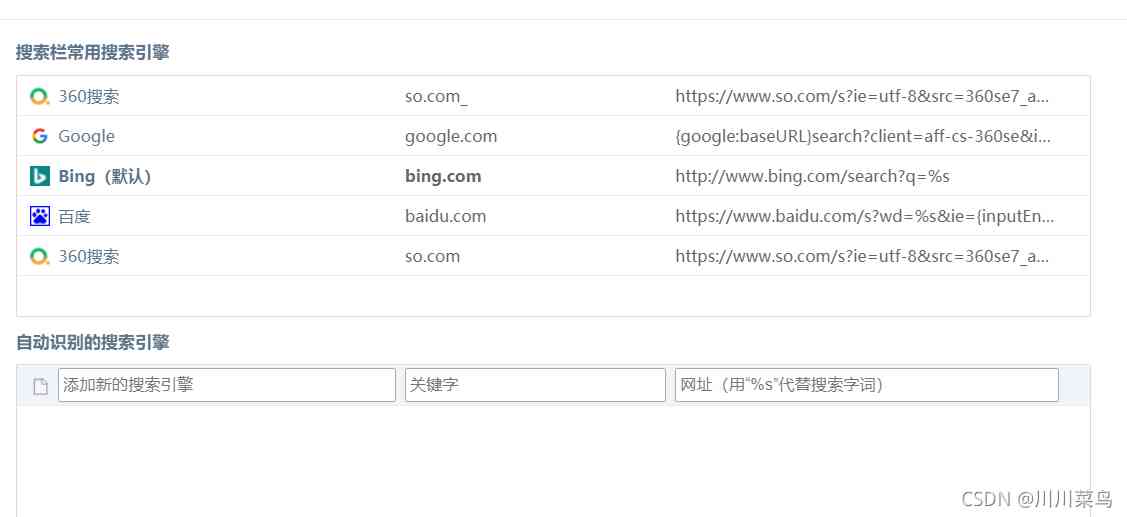 搜索栏常用搜索引擎
360搜索 so.com_ https://www.so.com/s?ie=utf-8&src=360se7_a...
Google google.com {google:baseURL}search?client=aff-cs-360se&i...
Bing（默认） bing.com http://www.bing.com/search?q=%s
百度 baidu.com https://www.baidu.com/s?wd=%s&ie={inputEn...
360搜索 so.com https://www.so.com/s?ie=utf-8&src=360se7_a...
自动识别的搜索引擎
添加新的搜索引擎 关键字 网址（用“%s”代替搜索字词）
CSDN @川川菜鸟